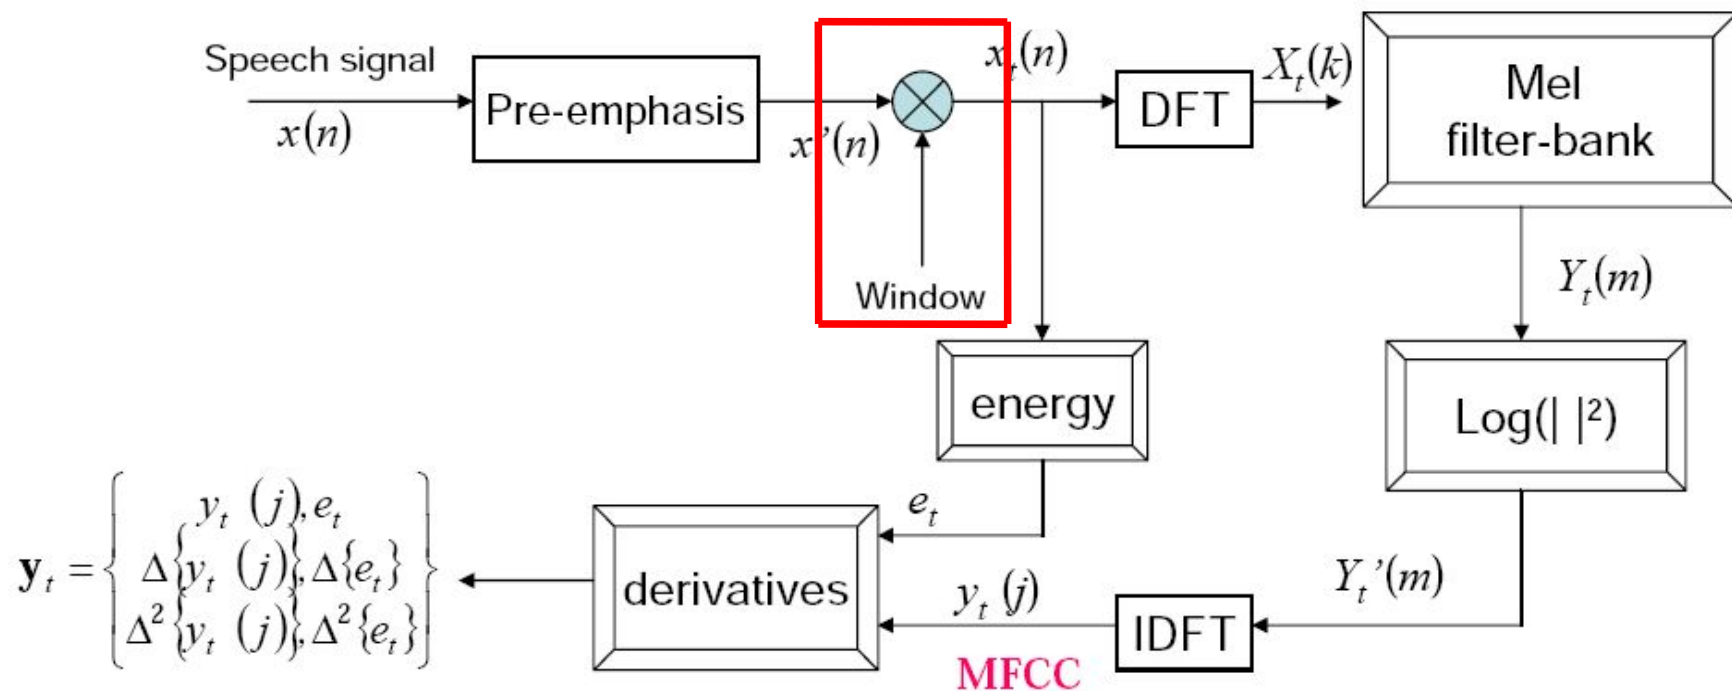 Speech signal
x(n)
Pre-emphasis
x'(n)
Window
x_t(n)
DFT
X_t(k)
Mel
filter-bank
Y_t(m)
Log(| |²)
Y_t'(m)
IDFT
y_t (j)
MFCC
energy
e_t
derivatives
y_t = { y_t (j), e_t
Δ{y_t (j)}, Δ{e_t}
Δ²{y_t (j)}, Δ²{e_t} }